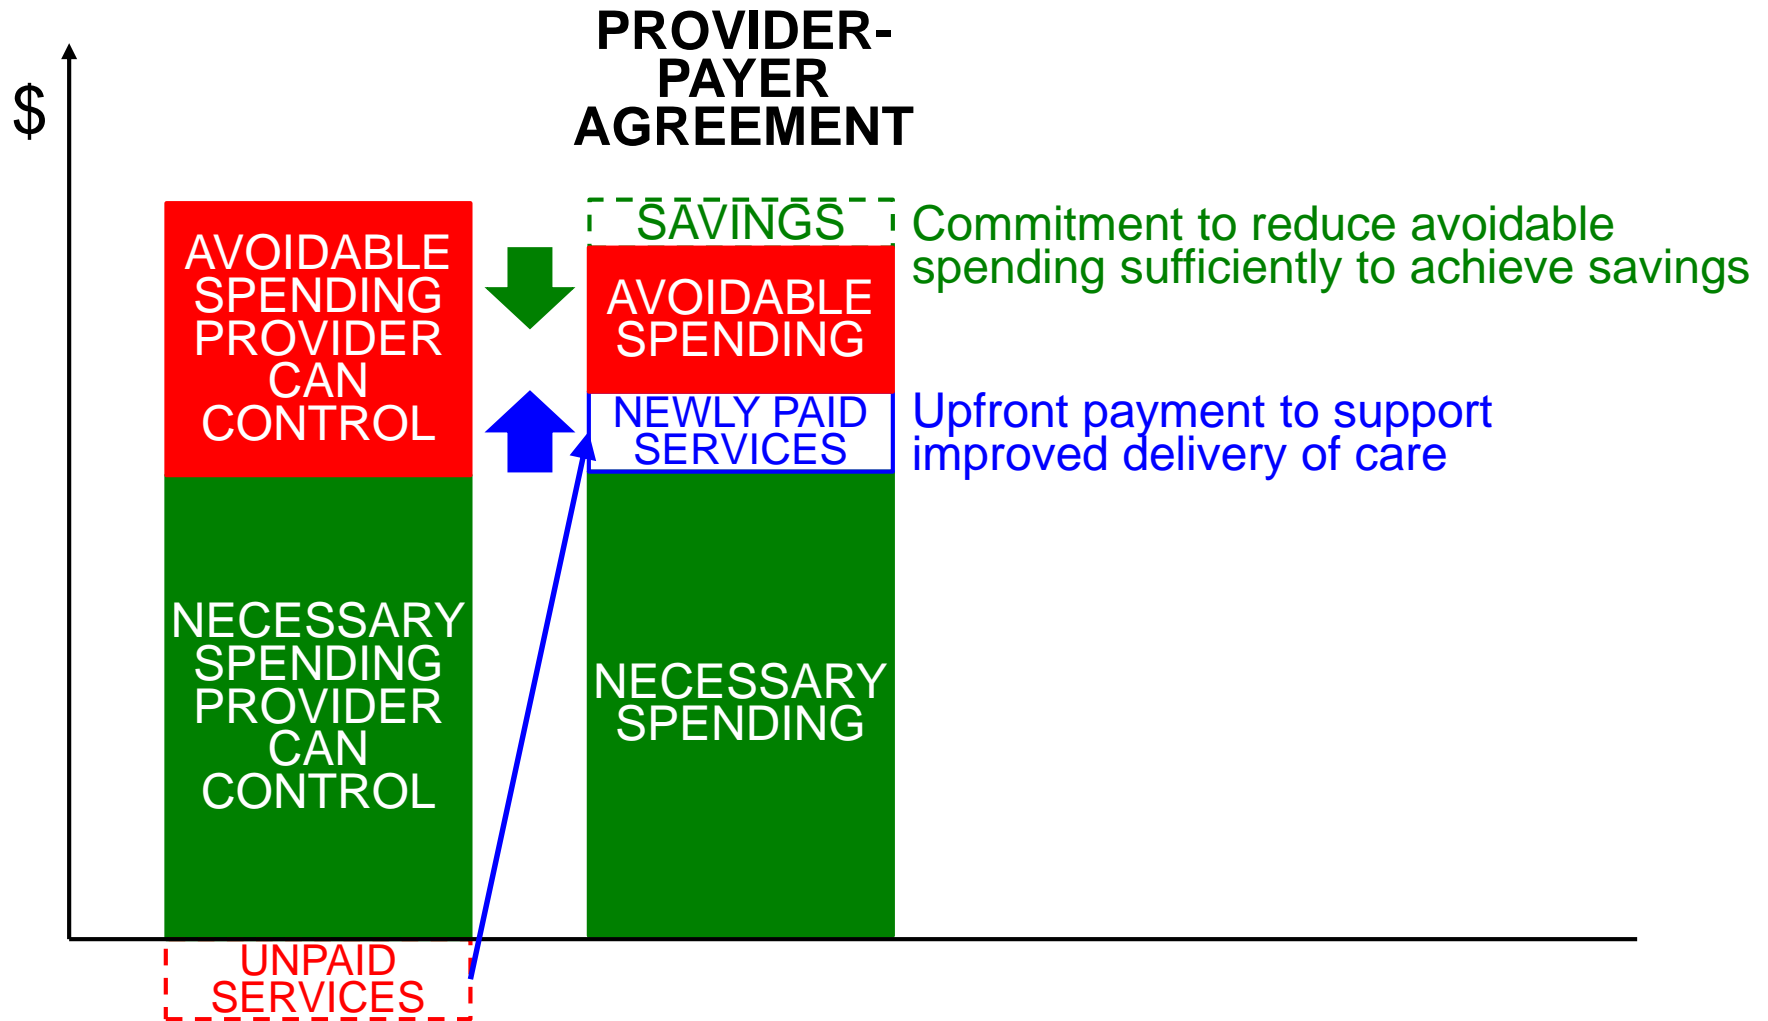 PROVIDER-
PAYER
AGREEMENT
$
AVOIDABLE
SPENDING
PROVIDER
CAN
CONTROL
NECESSARY
SPENDING
PROVIDER
CAN
CONTROL
UNPAID
SERVICES
SAVINGS
AVOIDABLE
SPENDING
NEWLY PAID
SERVICES
NECESSARY
SPENDING
Commitment to reduce avoidable
spending sufficiently to achieve savings
Upfront payment to support
improved delivery of care